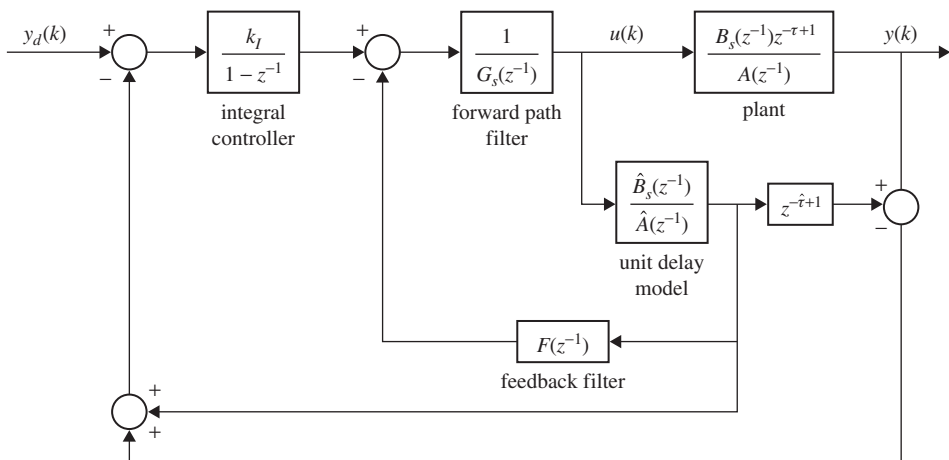 y_d(k)
+
−
k_I / (1 − z^{−1})
integral
controller
+
−
1 / G_s(z^{−1})
forward path
filter
u(k)
B_s(z^{−1})z^{−τ+1} / A(z^{−1})
plant
y(k)
B̂_s(z^{−1}) / Â(z^{−1})
unit delay
model
z^{−τ̂+1}
+
−
F(z^{−1})
feedback filter
+
+